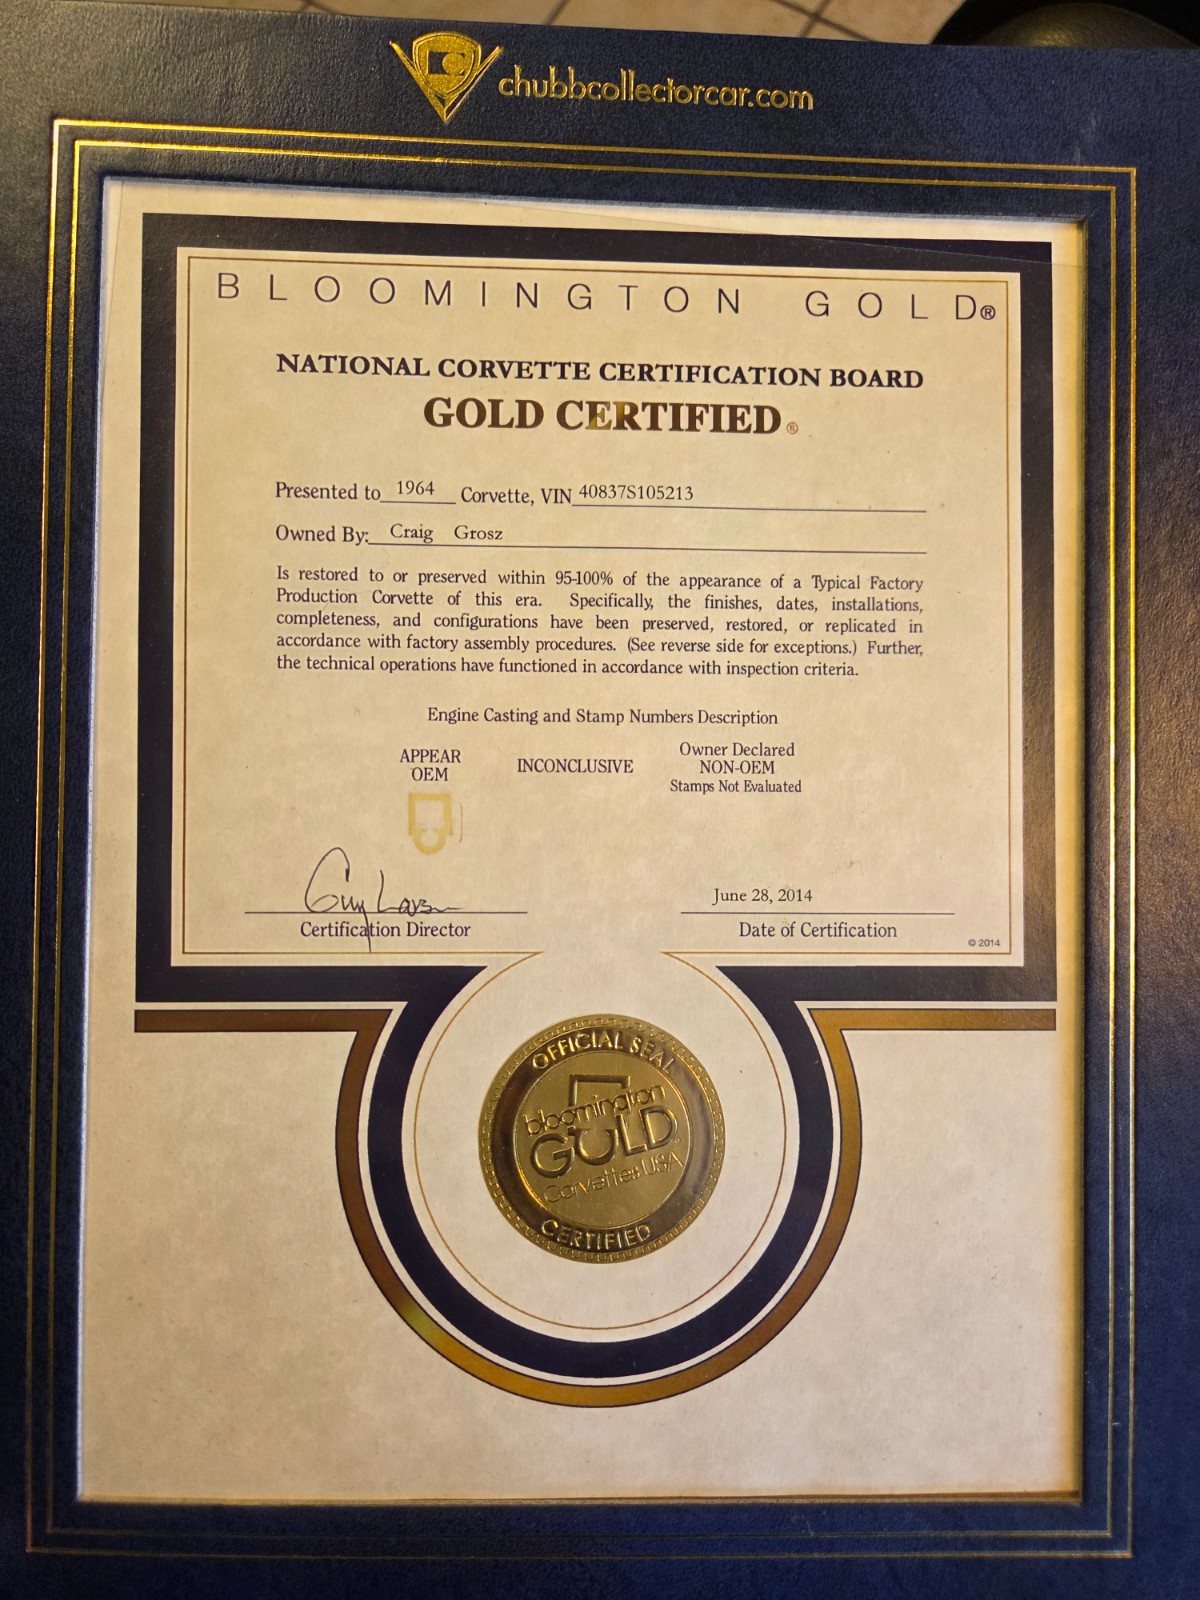 chubbcollectorcar.com
BLOOMINGTON GOLD®
NATIONAL CORVETTE CERTIFICATION BOARD
GOLD CERTIFIED®
Presented to 1964 Corvette, VIN 40837S105213
Owned By: Craig Grosz
Is restored to or preserved within 95-100% of the appearance of a Typical Factory
Production Corvette of this era. Specifically, the finishes, dates, installations,
completeness, and configurations have been preserved, restored, or replicated in
accordance with factory assembly procedures. (See reverse side for exceptions.) Further,
the technical operations have functioned in accordance with inspection criteria.
Engine Casting and Stamp Numbers Description
APPEAR
OEM
INCONCLUSIVE
Owner Declared
NON-OEM
Stamps Not Evaluated
Guy Larsen
June 28, 2014
Certification Director
Date of Certification
© 2014
OFFICIAL SEAL
bloomington
GOLD
Corvettes USA
CERTIFIED